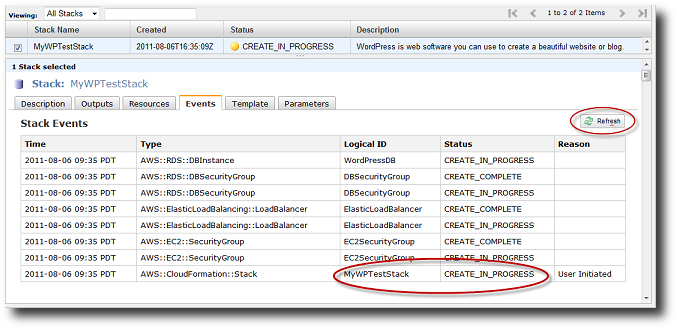 Viewing: All Stacks 1 to 2 of 2 Items
Stack Name Created Status Description
MyWPTestStack 2011-08-06T16:35:09Z CREATE_IN_PROGRESS WordPress is web software you can use to create a beautiful website or blog.
1 Stack selected
Stack: MyWPTestStack
Description Outputs Resources Events Template Parameters
Stack Events Refresh
Time Type Logical ID Status Reason
2011-08-06 09:35 PDT AWS::RDS::DBInstance WordPressDB CREATE_IN_PROGRESS
2011-08-06 09:35 PDT AWS::RDS::DBSecurityGroup DBSecurityGroup CREATE_COMPLETE
2011-08-06 09:35 PDT AWS::RDS::DBSecurityGroup DBSecurityGroup CREATE_IN_PROGRESS
2011-08-06 09:35 PDT AWS::ElasticLoadBalancing::LoadBalancer ElasticLoadBalancer CREATE_COMPLETE
2011-08-06 09:35 PDT AWS::ElasticLoadBalancing::LoadBalancer ElasticLoadBalancer CREATE_IN_PROGRESS
2011-08-06 09:35 PDT AWS::EC2::SecurityGroup EC2SecurityGroup CREATE_COMPLETE
2011-08-06 09:35 PDT AWS::EC2::SecurityGroup EC2SecurityGroup CREATE_IN_PROGRESS
2011-08-06 09:35 PDT AWS::CloudFormation::Stack MyWPTestStack CREATE_IN_PROGRESS User Initiated